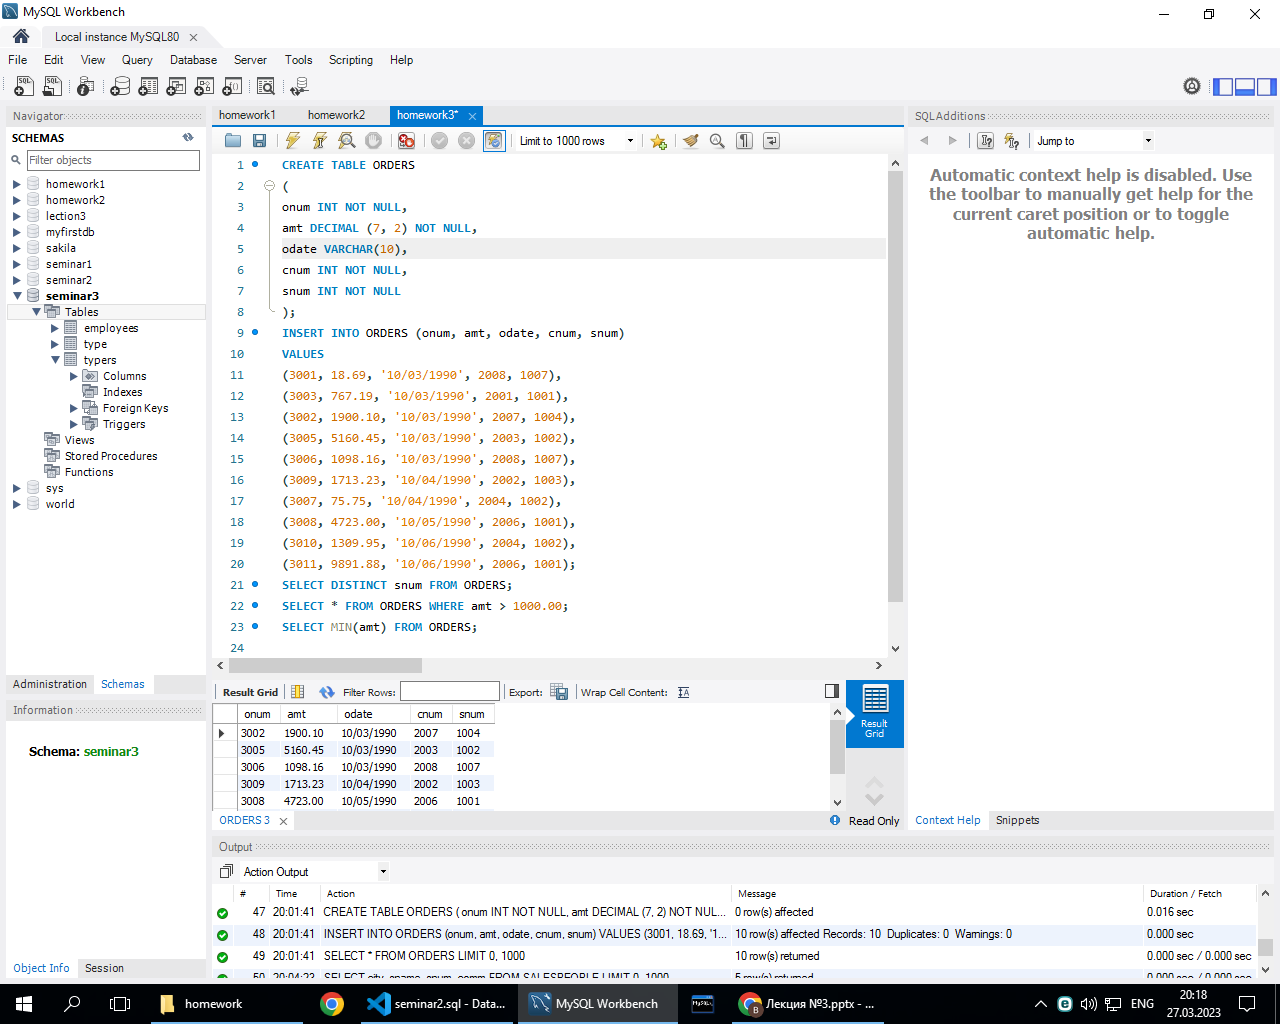 MySQL Workbench
Local instance MySQL80
File Edit View Query Database Server Tools Scripting Help
Navigator
SCHEMAS
Filter objects
homework1
homework2
lection3
myfirstdb
sakila
seminar1
seminar2
seminar3
Tables
employees
type
typers
Columns
Indexes
Foreign Keys
Triggers
Views
Stored Procedures
Functions
sys
world
Administration Schemas
Information
Schema: seminar3
Object Info Session
homework1 homework2 homework3*
Limit to 1000 rows
1 CREATE TABLE ORDERS
2 (
3 onum INT NOT NULL,
4 amt DECIMAL (7, 2) NOT NULL,
5 odate VARCHAR(10),
6 cnum INT NOT NULL,
7 snum INT NOT NULL
8 );
9 INSERT INTO ORDERS (onum, amt, odate, cnum, snum)
10 VALUES
11 (3001, 18.69, '10/03/1990', 2008, 1007),
12 (3003, 767.19, '10/03/1990', 2001, 1001),
13 (3002, 1900.10, '10/03/1990', 2007, 1004),
14 (3005, 5160.45, '10/03/1990', 2003, 1002),
15 (3006, 1098.16, '10/03/1990', 2008, 1007),
16 (3009, 1713.23, '10/04/1990', 2002, 1003),
17 (3007, 75.75, '10/04/1990', 2004, 1002),
18 (3008, 4723.00, '10/05/1990', 2006, 1001),
19 (3010, 1309.95, '10/06/1990', 2004, 1002),
20 (3011, 9891.88, '10/06/1990', 2006, 1001);
21 SELECT DISTINCT snum FROM ORDERS;
22 SELECT * FROM ORDERS WHERE amt > 1000.00;
23 SELECT MIN(amt) FROM ORDERS;
24
Result Grid Filter Rows: Export: Wrap Cell Content:
onum amt odate cnum snum
3002 1900.10 10/03/1990 2007 1004
3005 5160.45 10/03/1990 2003 1002
3006 1098.16 10/03/1990 2008 1007
3009 1713.23 10/04/1990 2002 1003
3008 4723.00 10/05/1990 2006 1001
Result
Grid
ORDERS 3
Read Only
SQLAdditions
Jump to
Automatic context help is disabled. Use
the toolbar to manually get help for the
current caret position or to toggle
automatic help.
Context Help Snippets
Output
Action Output
# Time Action Message Duration / Fetch
47 20:01:41 CREATE TABLE ORDERS ( onum INT NOT NULL, amt DECIMAL (7, 2) NOT NUL... 0 row(s) affected 0.016 sec
48 20:01:41 INSERT INTO ORDERS (onum, amt, odate, cnum, snum) VALUES (3001, 18.69, '1... 10 row(s) affected Records: 10 Duplicates: 0 Warnings: 0 0.000 sec
49 20:01:41 SELECT * FROM ORDERS LIMIT 0, 1000 10 row(s) returned 0.000 sec / 0.000 sec
50 20:04:23 SELECT city, sname, snum, comm FROM SALESPEOPLE LIMIT 0, 1000 5 row(s) returned 0.000 sec / 0.000 sec
homework
seminar2.sql - Data...
MySQL Workbench
Лекция №3.pptx - ...
ENG
20:18
27.03.2023